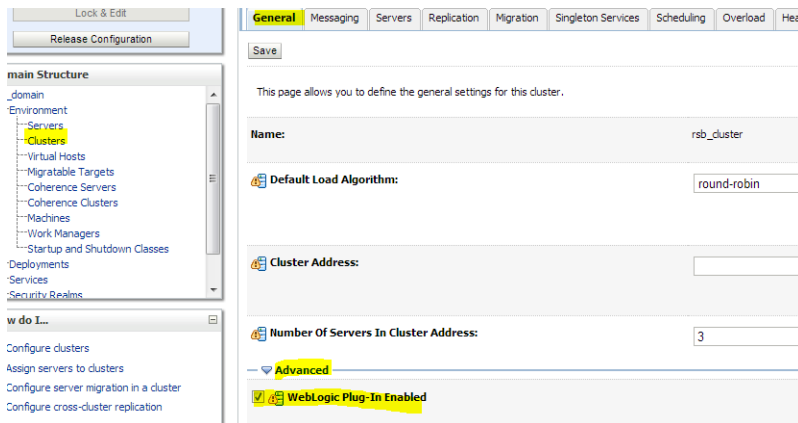 Lock & Edit
Release Configuration
main Structure
_domain
Environment
Servers
Clusters
Virtual Hosts
Migratable Targets
Coherence Servers
Coherence Clusters
Machines
Work Managers
Startup and Shutdown Classes
Deployments
Services
Security Realms
w do I...
Configure clusters
Assign servers to clusters
Configure server migration in a cluster
Configure cross-cluster replication
General Messaging Servers Replication Migration Singleton Services Scheduling Overload Hea
Save
This page allows you to define the general settings for this cluster.
Name: rsb_cluster
Default Load Algorithm: round-robin
Cluster Address:
Number Of Servers In Cluster Address: 3
Advanced
WebLogic Plug-In Enabled